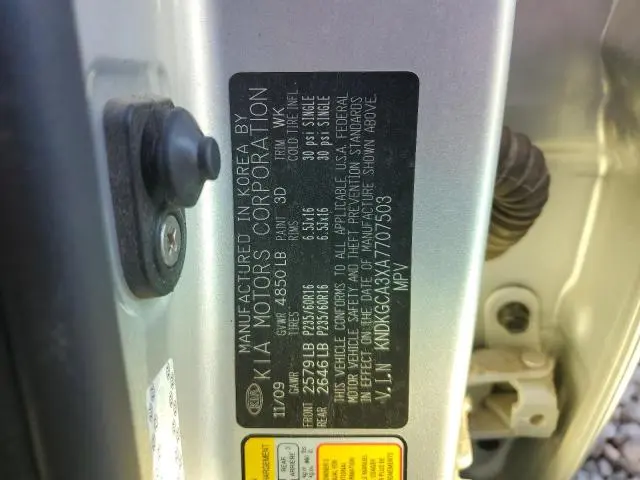 MANUFACTURED IN KOREA BY
KIA MOTORS CORPORATION
KIA
11/09 GVWR 4850LB PAINT 3D TRIM WK
GAWR TIRES RIMS COLD TIRE INFL.
FRONT 2579LB P235/60R16 6.5Jx16 30 psi SINGLE
REAR 2646LB P235/60R16 6.5Jx16 30 psi SINGLE
THIS VEHICLE CONFORMS TO ALL APPLICABLE U.S.A. FEDERAL
MOTOR VEHICLE SAFETY AND THEFT PREVENTION STANDARDS
IN EFFECT ON THE DATE OF MANUFACTURE SHOWN ABOVE.
V.I.N KNDKGCA3XA7707503
MPV
REAR
ARRIERE